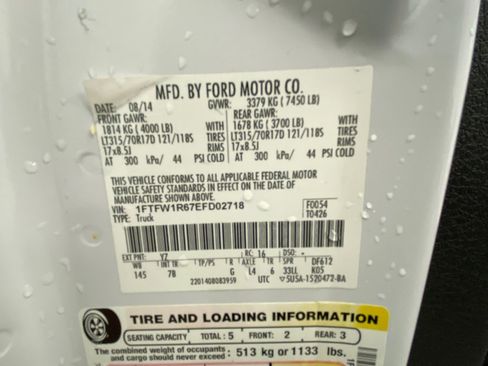 MFD. BY FORD MOTOR CO.
DATE: 08/14 GVWR: 3379 KG (7450 LB)
FRONT GAWR: REAR GAWR:
1814 KG (4000 LB) WITH 1678 KG (3700 LB) WITH
LT315/70R17D 121/118S TIRES LT315/70R17D 121/118S TIRES
17x8.5J RIMS 17x8.5J RIMS
AT 300 kPa/ 44 PSI COLD AT 300 kPa/ 44 PSI COLD
THIS VEHICLE CONFORMS TO ALL APPLICABLE FEDERAL MOTOR
VEHICLE SAFETY STANDARDS IN EFFECT ON THE DATE OF
MANUFACTURE SHOWN ABOVE.
VIN: 1FTFW1R67EFD02718 F0054
TYPE: Truck T0426
EXT PNT: YZ RC: 16 DSO:
WB INT TR TP/PS R AXLE TR SPR DF612
145 7B G L4 6 33LL K05
2201408083959 UTC 5U5A-1520472-BA
TIRE AND LOADING INFORMATION
SEATING CAPACITY TOTAL: 5 FRONT: 2 REAR: 3
The combined weight of occupants
and cargo should never exceed: 513 kg or 1133 lbs.